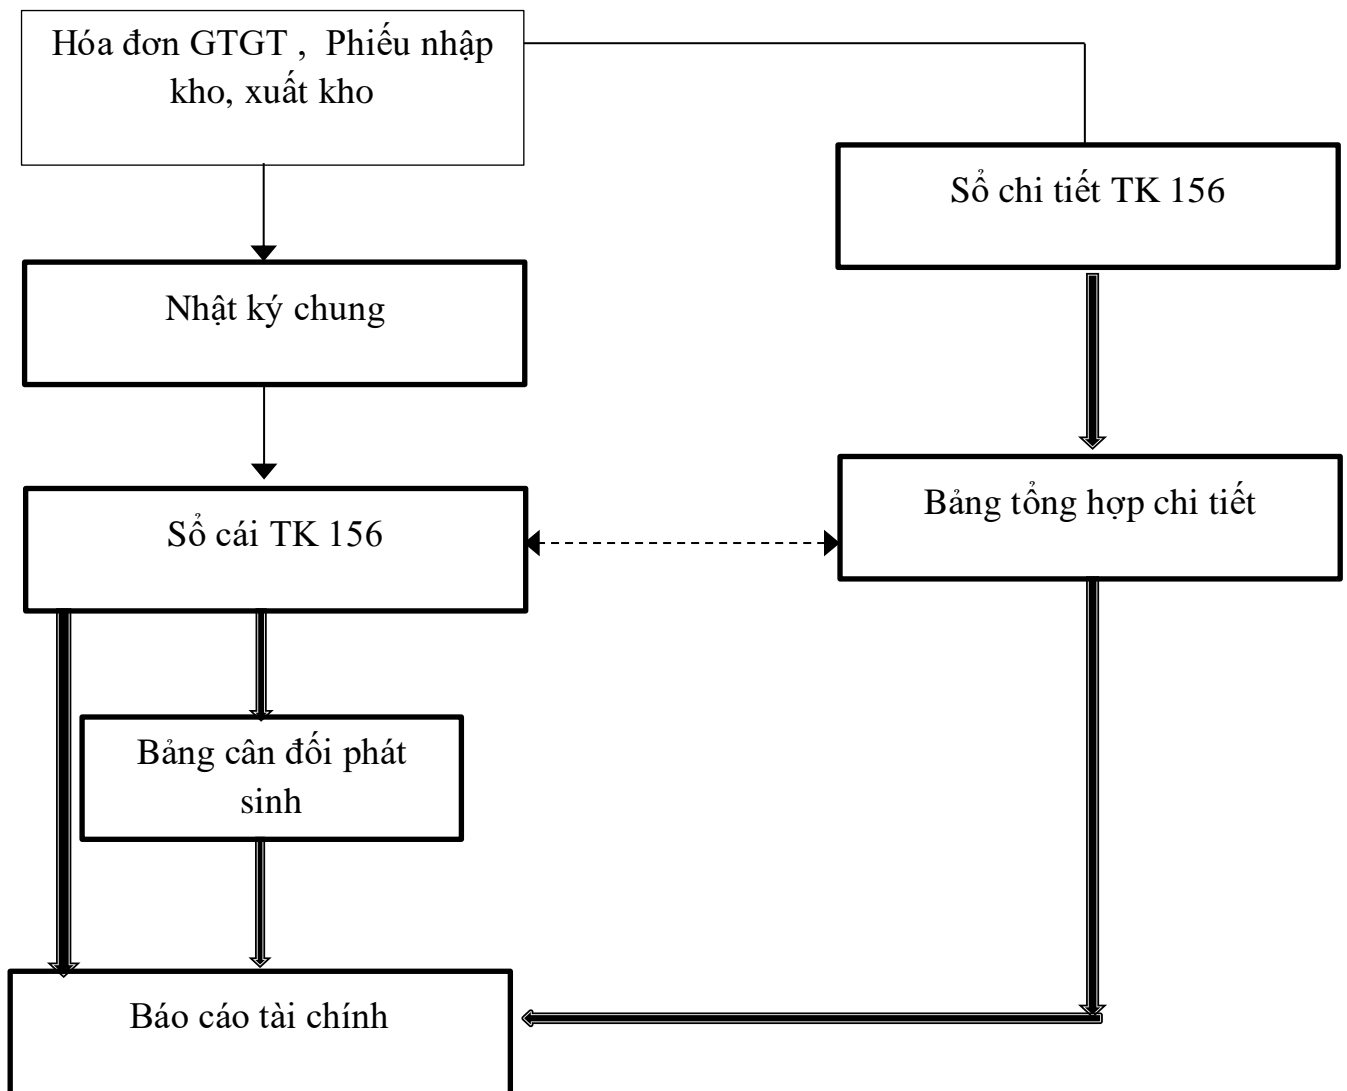 Hóa đơn GTGT ,  Phiếu nhập
kho, xuất kho
Sổ chi tiết TK 156
Nhật ký chung
Bảng tổng hợp chi tiết
Sổ cái TK 156
Bảng cân đối phát
sinh
Báo cáo tài chính